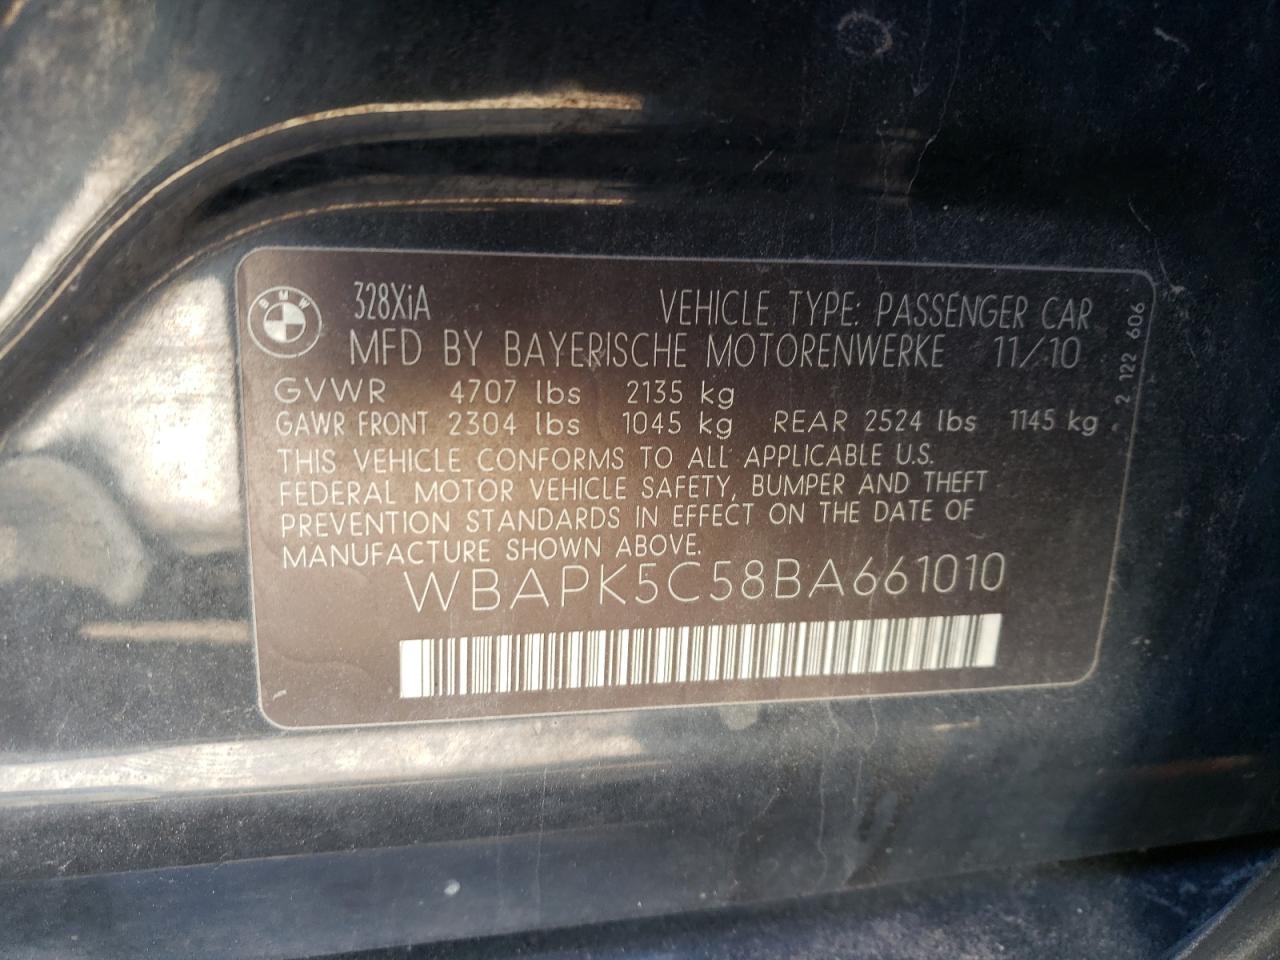 BMW
328XiA VEHICLE TYPE: PASSENGER CAR
MFD BY BAYERISCHE MOTORENWERKE 11/10
GVWR 4707 lbs 2135 kg
GAWR FRONT 2304 lbs 1045 kg REAR 2524 lbs 1145 kg
THIS VEHICLE CONFORMS TO ALL APPLICABLE U.S.
FEDERAL MOTOR VEHICLE SAFETY, BUMPER AND THEFT
PREVENTION STANDARDS IN EFFECT ON THE DATE OF
MANUFACTURE SHOWN ABOVE.
WBAPK5C58BA661010
2 122 606